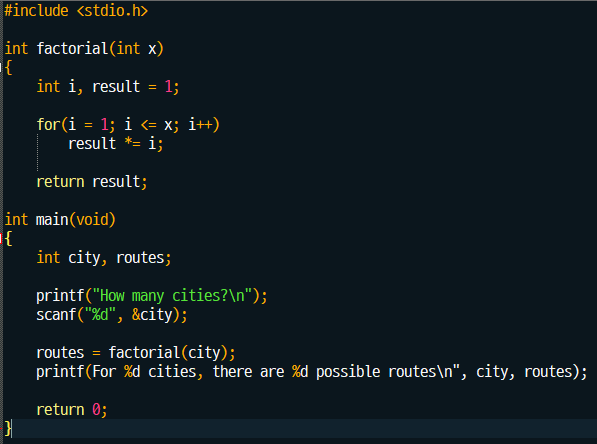 #include <stdio.h>
int factorial(int x)
{
int i, result = 1;
for(i = 1; i <= x; i++)
result *= i;
return result;
int main(void)
{
int city, routes;
printf("How many cities?\n");
scanf("%d", &city);
routes = factorial(city);
printf(For %d cities, there are %d possible routes\n", city, routes);
return 0;
}